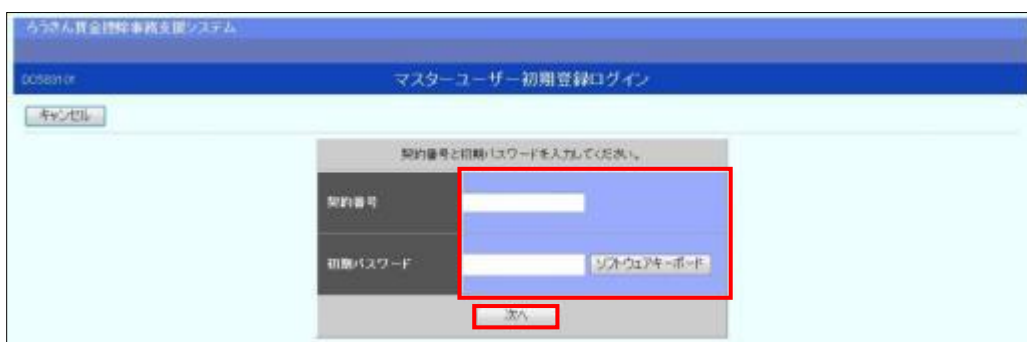 ろうきん賃金控除事務支援システム
マスターユーザー初期登録ログイン
キャンセル
契約番号と初期パスワードを入力してください。
契約番号
初期パスワード
ソフトウェアキーボード
次へ